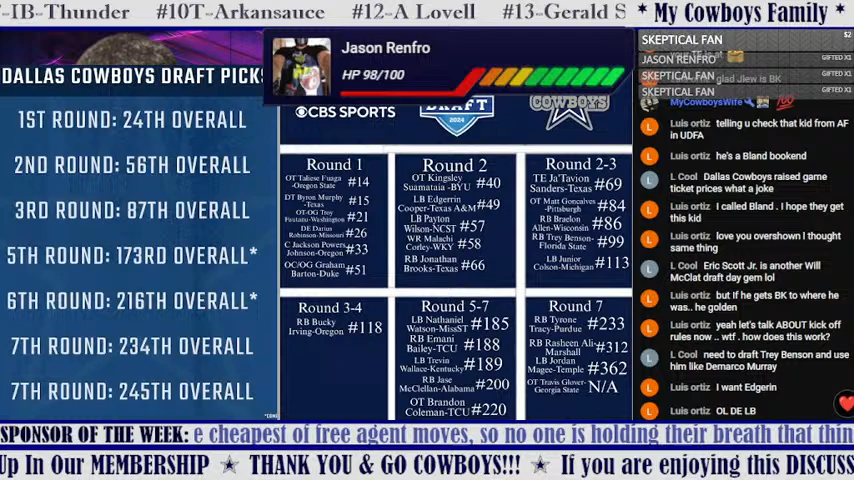 T-IB-Thunder #10T-Arkansauce #12-A Lovell #13-Gerald S * My Cowboys Family *
DALLAS COWBOYS DRAFT PICKS
1ST ROUND: 24TH OVERALL
2ND ROUND: 56TH OVERALL
3RD ROUND: 87TH OVERALL
5TH ROUND: 173RD OVERALL*
6TH ROUND: 216TH OVERALL*
7TH ROUND: 234TH OVERALL
7TH ROUND: 245TH OVERALL
Jason Renfro
HP 98/100
CBS SPORTS
DRAFT
2024
COWBOYS
Round 1
OT Taliese Fuaga
-Oregon State #14
DT Byron Murphy
-Texas #15
OT-OG Troy
Fautanu-Washington #21
DE Darius
Robinson-Missouri #26
C Jackson Powers-
Johnson-Oregon #33
OC/OG Graham
Barton-Duke #51
Round 2
OT Kingsley
Suamataia -BYU #40
LB Edgerrin
Cooper-Texas A&M #49
LB Payton
Wilson-NCST #57
WR Malachi
Corley-WKY #58
RB Jonathan
Brooks-Texas #66
Round 2-3
TE Ja'Tavion
Sanders-Texas #69
OT Matt Goncalves
-Pittsburgh #84
RB Braelon
Allen-Wisconsin #86
RB Trey Benson-
Florida State #99
LB Junior
Colson-Michigan #113
Round 3-4
RB Bucky
Irving-Oregon #118
Round 5-7
LB Nathaniel
Watson-MissST #185
RB Emani
Bailey-TCU #188
LB Trevin
Wallace-Kentucky #189
RB Jase
McClellan-Alabama #200
OT Brandon
Coleman-TCU #220
Round 7
RB Tyrone
Tracy-Purdue #233
RB Rasheen Ali-
Marshall #312
LB Jordan
Magee-Temple #362
OT Travis Glover-
Georgia State N/A
SKEPTICAL FAN $2
JASON RENFRO GIFTED X1
SKEPTICAL FAN GIFTED X1
glad Jlew is BK
SKEPTICAL FAN GIFTED X1
MyCowboysWife
Luis ortiz telling u check that kid from AF
in UDFA
Luis ortiz he's a Bland bookend
L Cool Dallas Cowboys raised game
ticket prices what a joke
Luis ortiz I called Bland . I hope they get
this kid
Luis ortiz love you overshown I thought
same thing
L Cool Eric Scott Jr. is another Will
McClat draft day gem lol
Luis ortiz but If he gets BK to where he
was.. he golden
Luis ortiz yeah let's talk ABOUT kick off
rules now .. wtf . how does this work?
L Cool need to draft Trey Benson and use
him like Demarco Murray
Luis ortiz I want Edgerin
Luis ortiz OL DE LB
SPONSOR OF THE WEEK: e cheapest of free agent moves, so no one is holding their breath that thin
Up In Our MEMBERSHIP ★ THANK YOU & GO COWBOYS!!! ★ If you are enjoying this DISCUSS